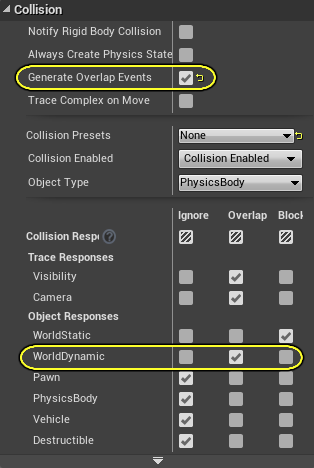 Collision
Notify Rigid Body Collision
Always Create Physics State
Generate Overlap Events
Trace Complex on Move
Collision Presets None
Collision Enabled Collision Enabled
Object Type PhysicsBody
Ignore Overlap Block
Collision Respo ?
Trace Responses
Visibility
Camera
Object Responses
WorldStatic
WorldDynamic
Pawn
PhysicsBody
Vehicle
Destructible